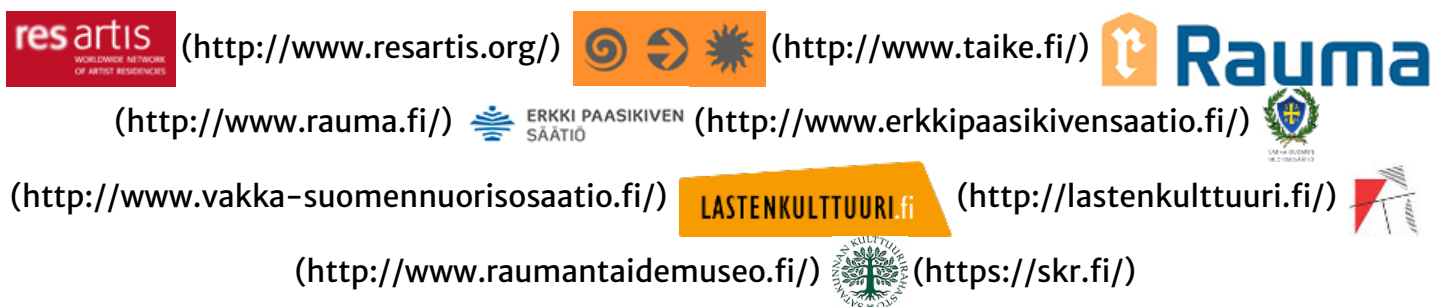 res artis
WORLDWIDE NETWORK
OF ARTIST RESIDENCIES
(http://www.resartis.org/)
(http://www.taike.fi/)
r Rauma
(http://www.rauma.fi/)
ERKKI PAASIKIVEN
SÄÄTIÖ
(http://www.erkkipaasikivensaatio.fi/)
(http://www.vakka-suomennuorisosaatio.fi/)
LASTENKULTTUURI.fi
(http://lastenkulttuuri.fi/)
(http://www.raumantaidemuseo.fi/)
SATAKUNNAN KULTTUURIRAHASTO
(https://skr.fi/)